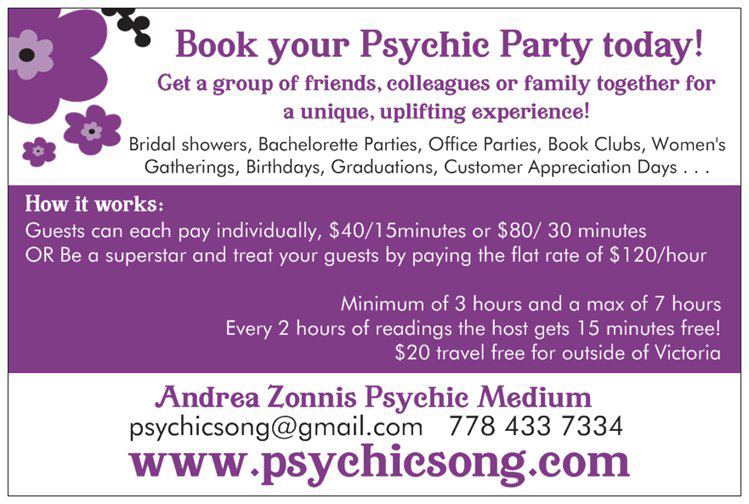 Book your Psychic Party today!
Get a group of friends, colleagues or family together for
a unique, uplifting experience!
Bridal showers, Bachelorette Parties, Office Parties, Book Clubs, Women's
Gatherings, Birthdays, Graduations, Customer Appreciation Days . . .
How it works:
Guests can each pay individually, $40/15minutes or $80/ 30 minutes
OR Be a superstar and treat your guests by paying the flat rate of $120/hour
Minimum of 3 hours and a max of 7 hours
Every 2 hours of readings the host gets 15 minutes free!
$20 travel free for outside of Victoria
Andrea Zonnis Psychic Medium
psychicsong@gmail.com 778 433 7334
www.psychicsong.com